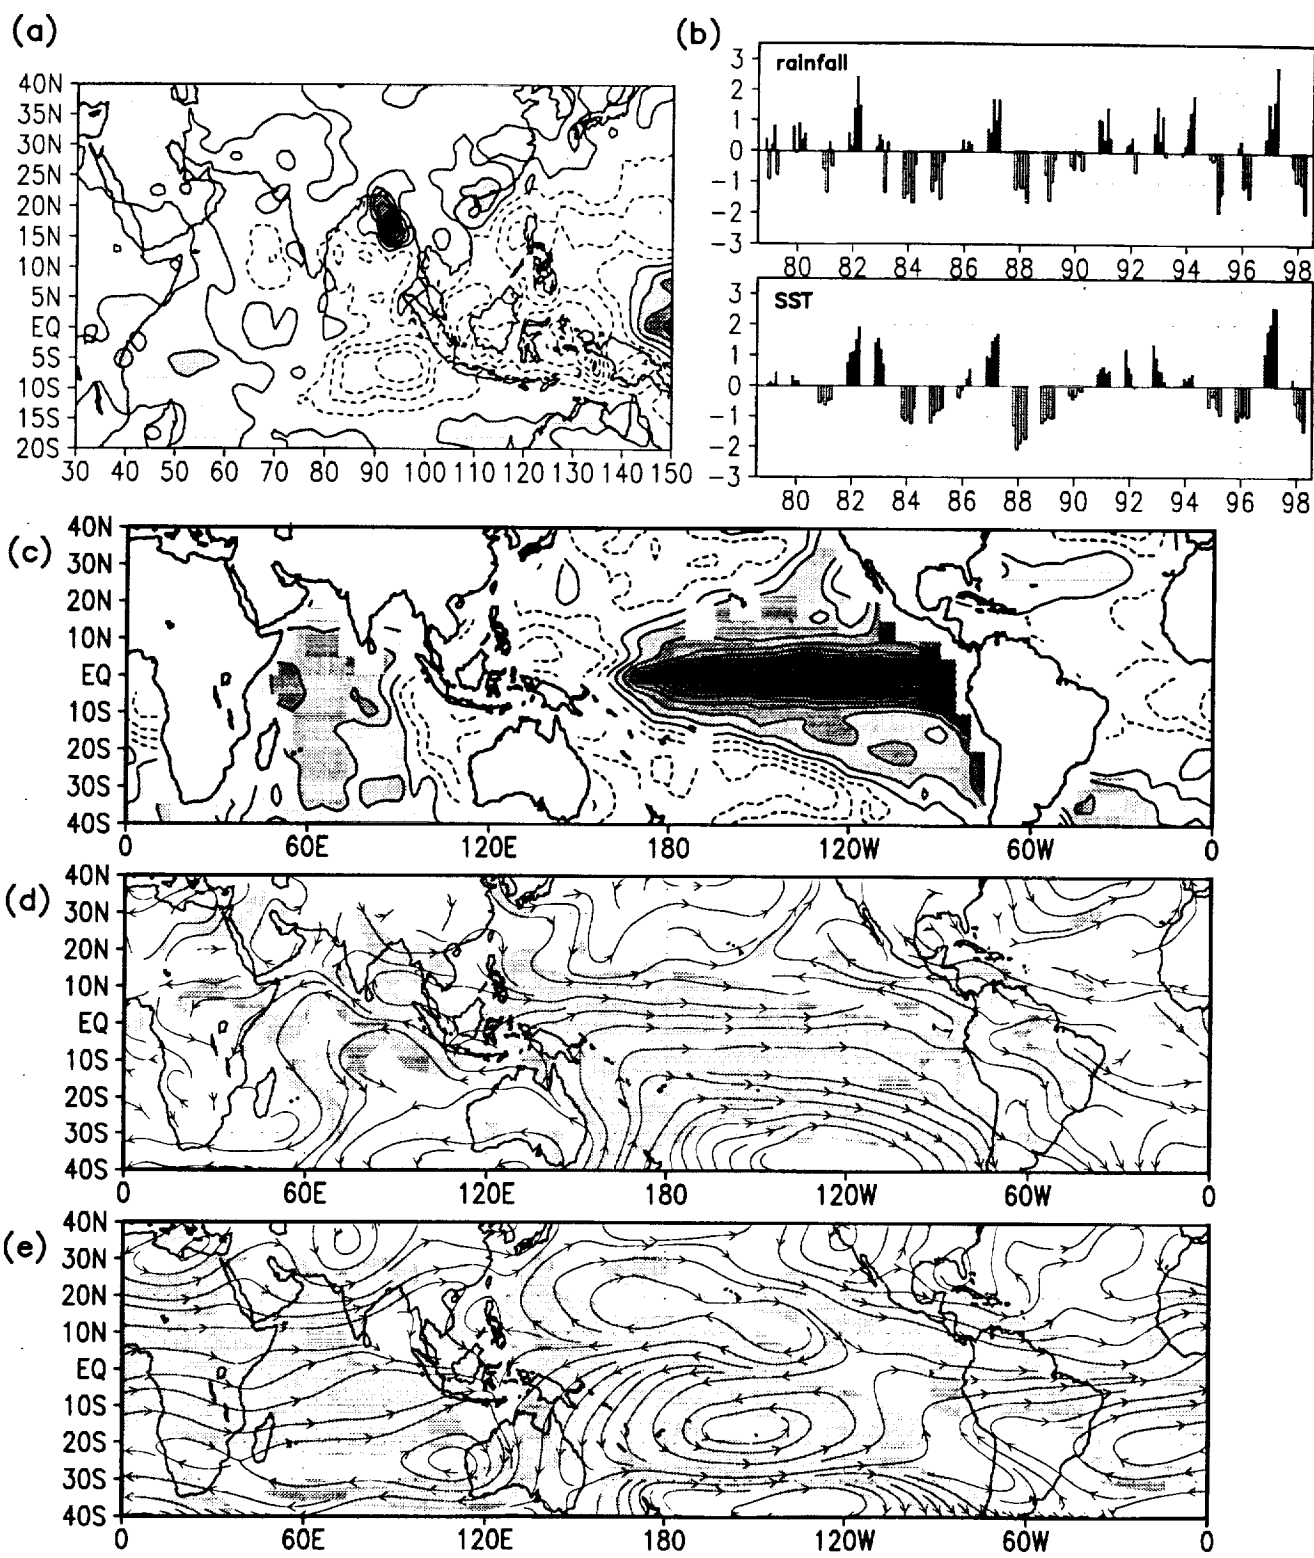 (a)
40N
35N
30N
25N
20N
15N
10N
5N
EQ
5S
10S
15S
20S
30 40 50 60 70 80 90 100 110 120 130 140 150
(b)
rainfall
3
2
1
0
−1
−2
−3
80 82 84 86 88 90 92 94 96 98
SST
3
2
1
0
−1
−2
−3
80 82 84 86 88 90 92 94 96 98
(c)
40N
30N
20N
10N
EQ
10S
20S
30S
40S
0 60E 120E 180 120W 60W 0
(d)
40N
30N
20N
10N
EQ
10S
20S
30S
40S
0 60E 120E 180 120W 60W 0
(e)
40N
30N
20N
10N
EQ
10S
20S
30S
40S
0 60E 120E 180 120W 60W 0